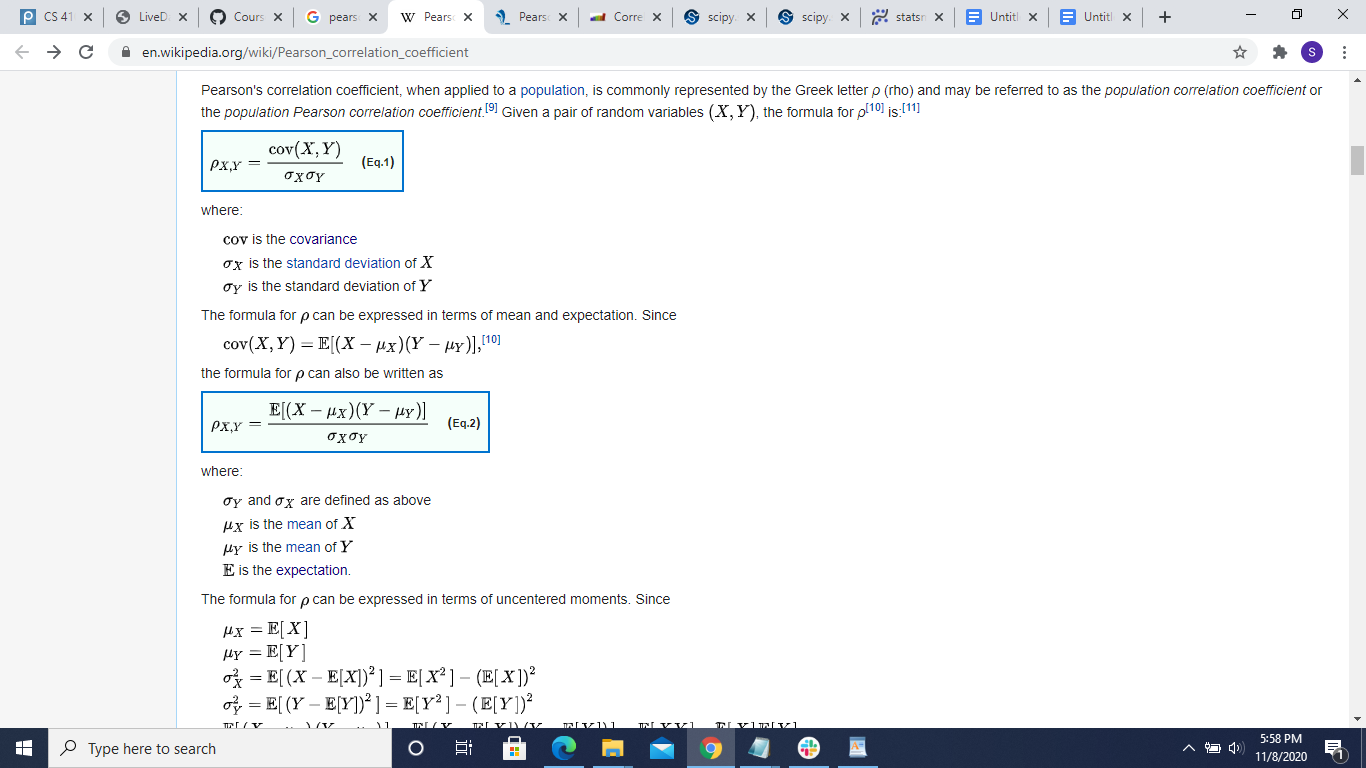 CS 41
LiveD
Cours
pears
Pears
Pears
Corre
scipy.
scipy.
statsm
Untitl
Untitl
en.wikipedia.org/wiki/Pearson_correlation_coefficient
S
Pearson's correlation coefficient, when applied to a population, is commonly represented by the Greek letter ρ (rho) and may be referred to as the population correlation coefficient or
the population Pearson correlation coefficient.[9] Given a pair of random variables (X, Y), the formula for ρ[10] is:[11]
ρX,Y = cov(X, Y) / σXσY (Eq.1)
where:
cov is the covariance
σX is the standard deviation of X
σY is the standard deviation of Y
The formula for ρ can be expressed in terms of mean and expectation. Since
cov(X, Y) = 𝔼[(X − μX)(Y − μY)],[10]
the formula for ρ can also be written as
ρX,Y = 𝔼[(X − μX)(Y − μY)] / σXσY (Eq.2)
where:
σY and σX are defined as above
μX is the mean of X
μY is the mean of Y
𝔼 is the expectation.
The formula for ρ can be expressed in terms of uncentered moments. Since
μX = 𝔼[X]
μY = 𝔼[Y]
σ²X = 𝔼[(X − 𝔼[X])²] = 𝔼[X²] − (𝔼[X])²
σ²Y = 𝔼[(Y − 𝔼[Y])²] = 𝔼[Y²] − (𝔼[Y])²
Type here to search
5:58 PM
11/8/2020
1